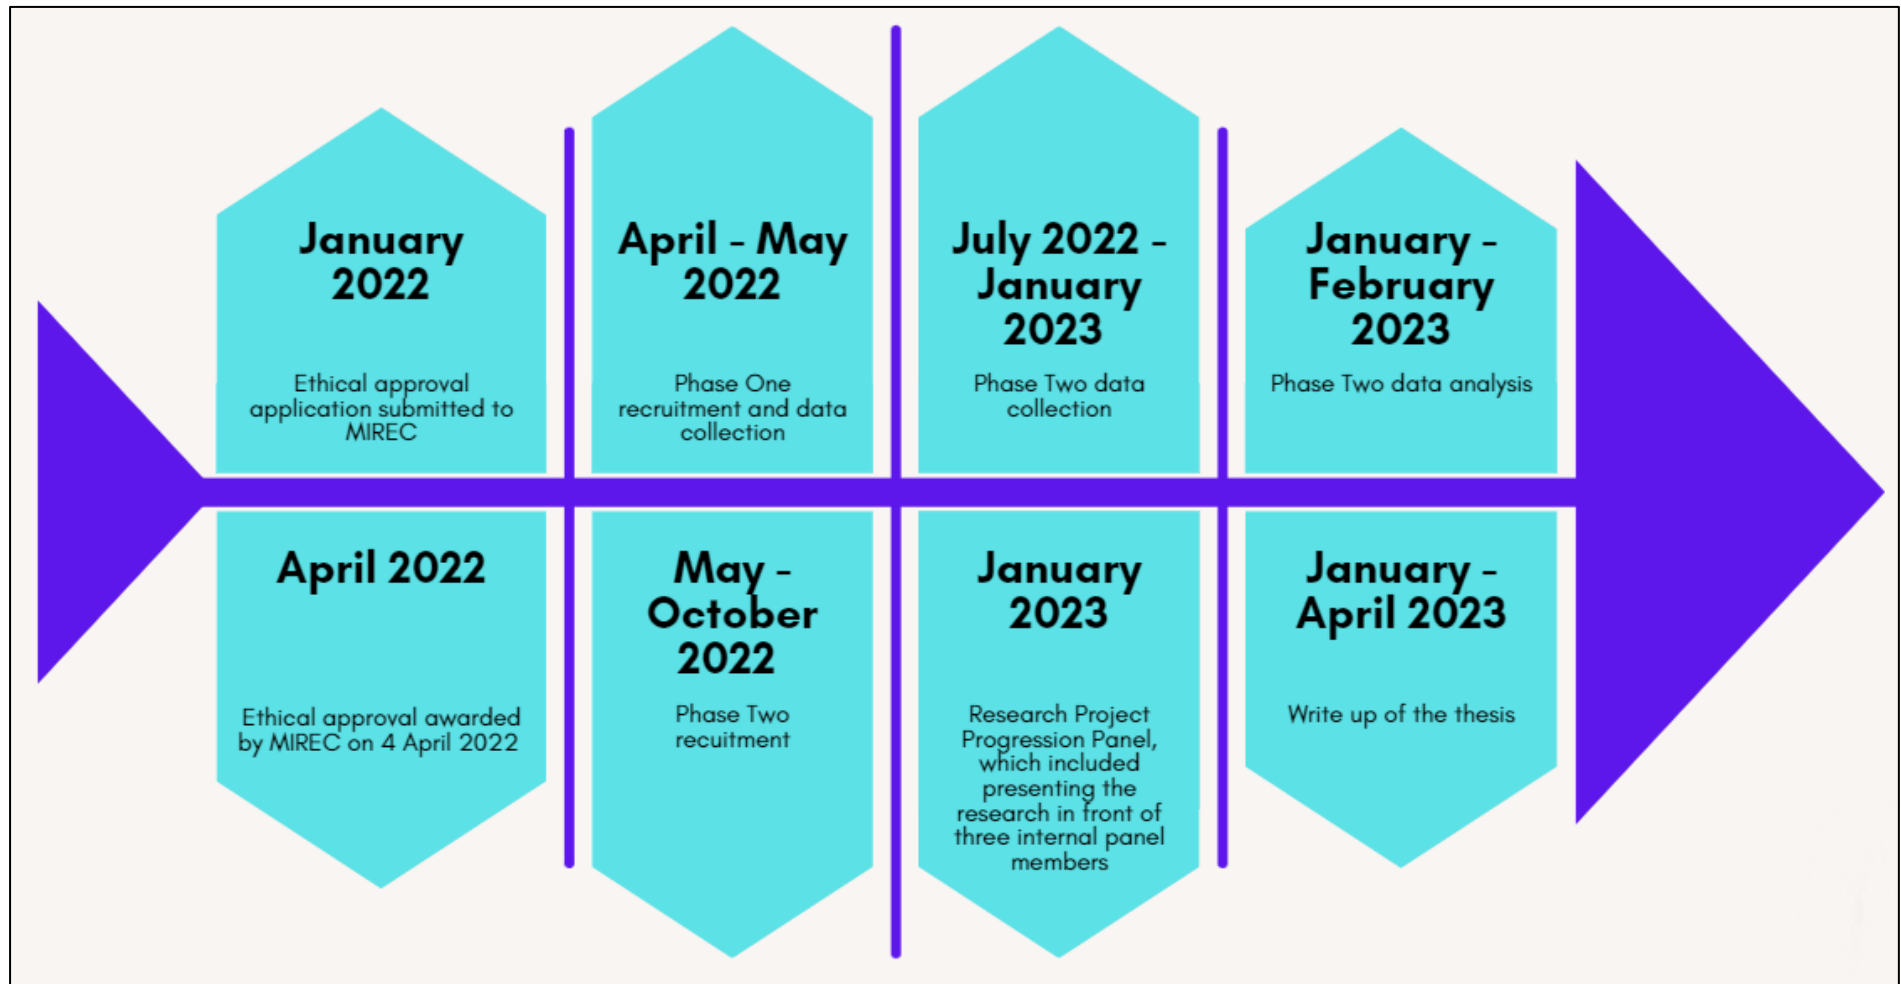 January
2022
Ethical approval
application submitted to
MIREC
April 2022
Ethical approval awarded
by MIREC on 4 April 2022
April - May
2022
Phase One
recruitment and data
collection
May -
October
2022
Phase Two
recuitment
July 2022 -
January
2023
Phase Two data
collection
January
2023
Research Project
Progression Panel,
which included
presenting the
research in front of
three internal panel
members
January -
February
2023
Phase Two data analysis
January -
April 2023
Write up of the thesis